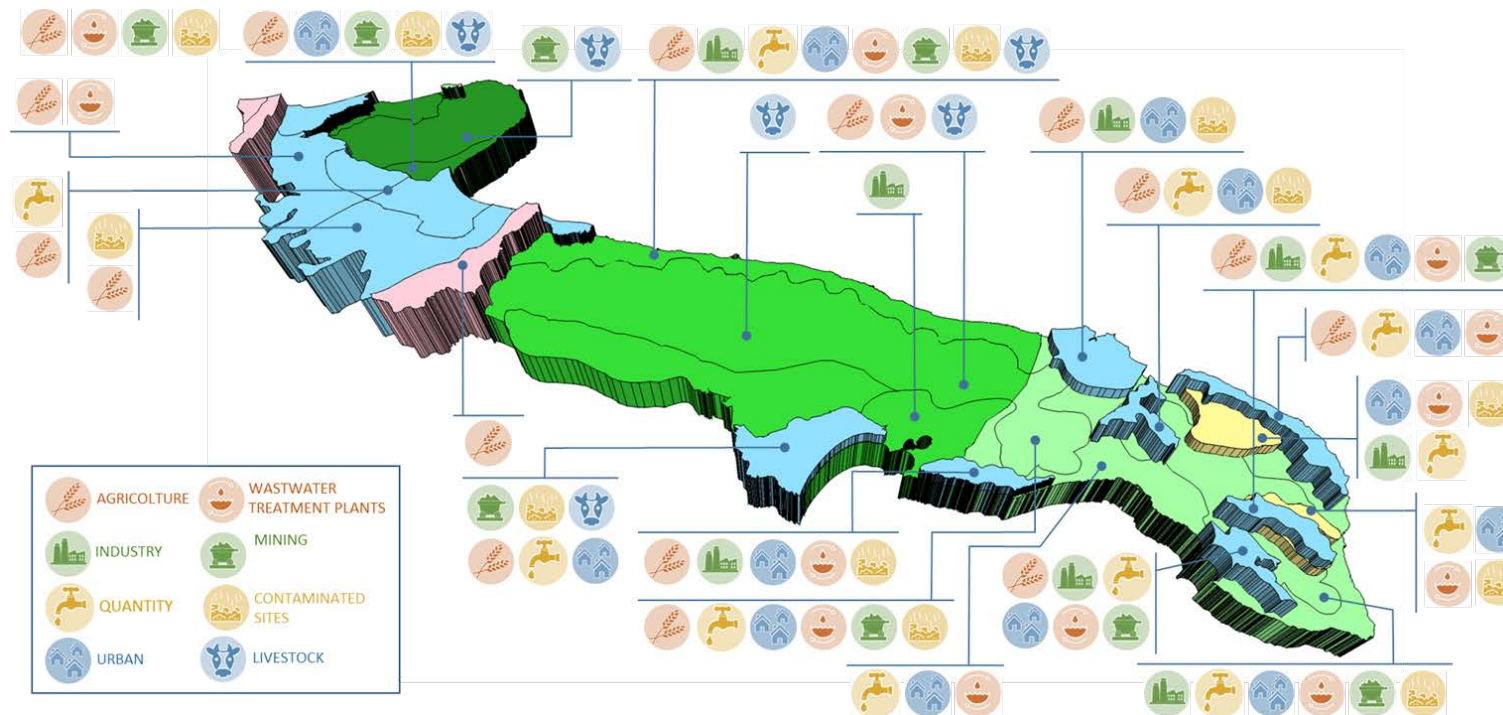 AGRICOLTURE
WASTWATER
TREATMENT PLANTS
INDUSTRY
MINING
QUANTITY
CONTAMINATED
SITES
URBAN
LIVESTOCK